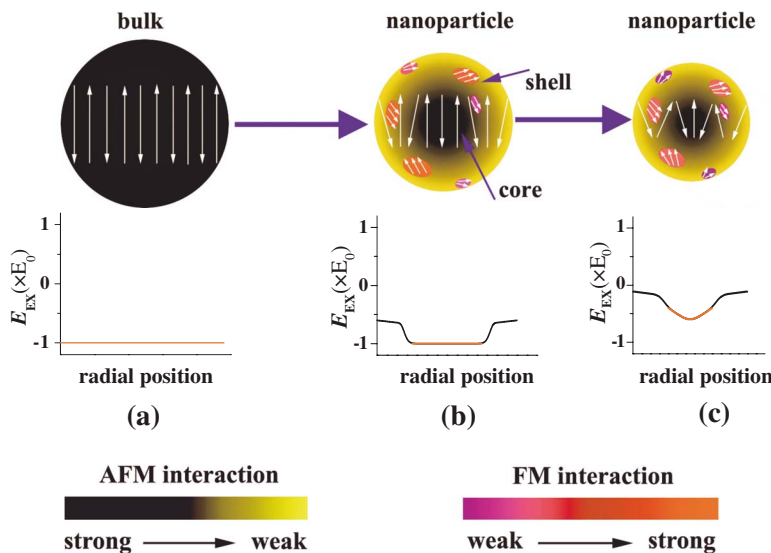 bulk
nanoparticle
nanoparticle
shell
core
1
0
-1
E_EX(×E_0)
radial position
(a)
1
0
-1
E_EX(×E_0)
radial position
(b)
1
0
-1
E_EX(×E_0)
radial position
(c)
AFM interaction
strong weak
FM interaction
weak strong